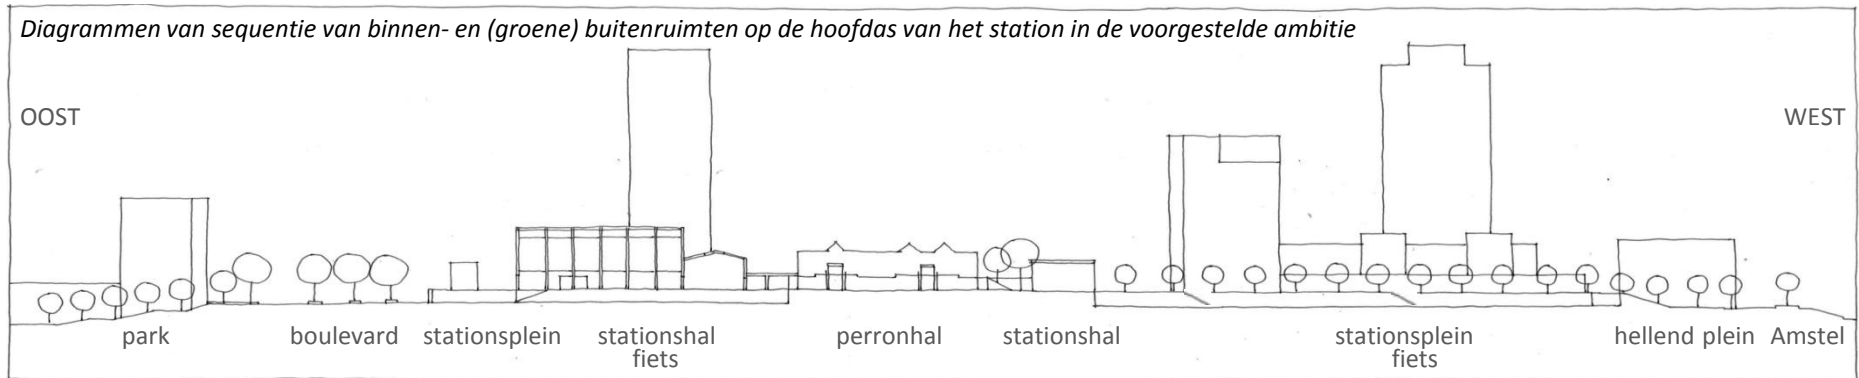 Diagrammen van sequentie van binnen- en (groene) buitenruimten op de hoofdas van het station in de voorgestelde ambitie
OOST
WEST
park
boulevard
stationsplein
stationshal
fiets
perronhal
stationshal
stationsplein
fiets
hellend plein
Amstel